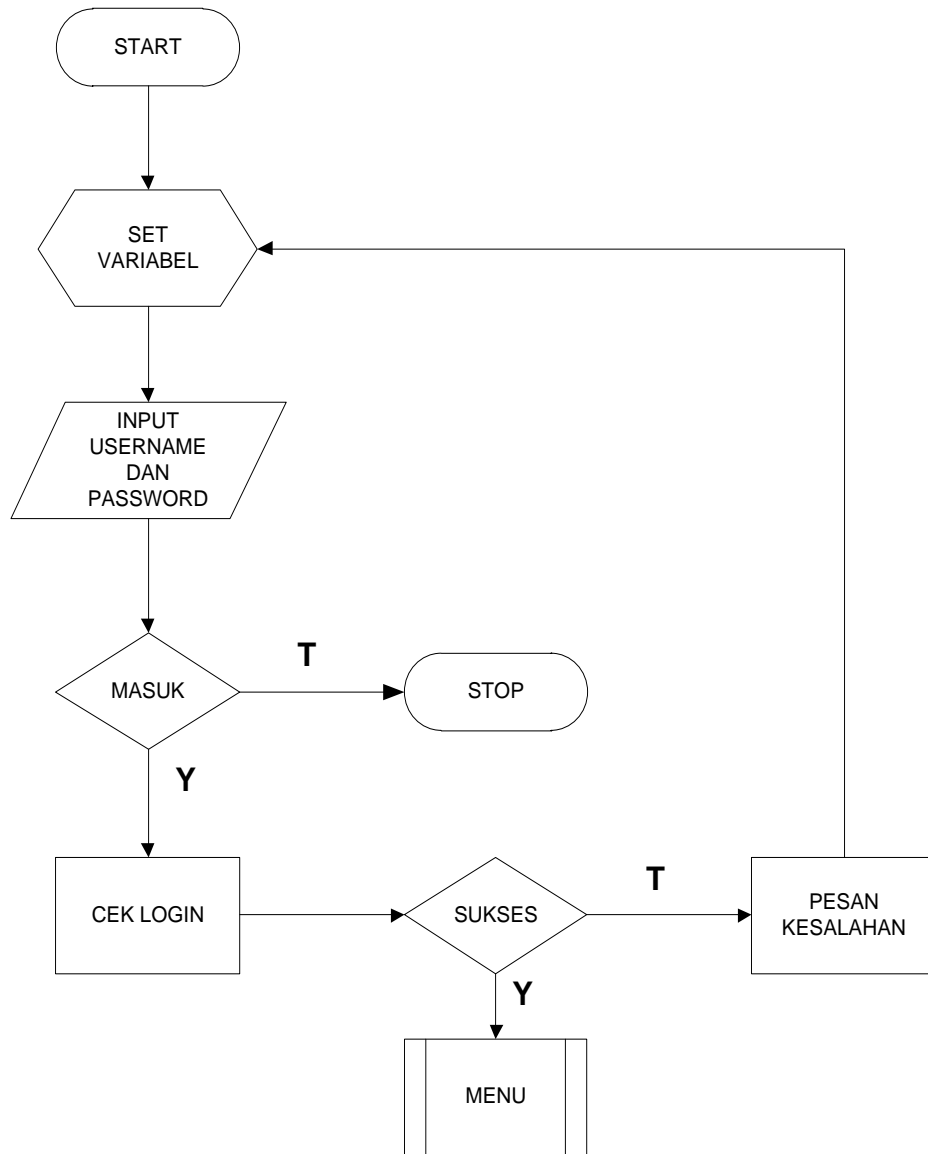 START
SET
VARIABEL
INPUT
USERNAME
DAN
PASSWORD
MASUK
T
STOP
Y
CEK LOGIN
SUKSES
T
PESAN
KESALAHAN
Y
MENU